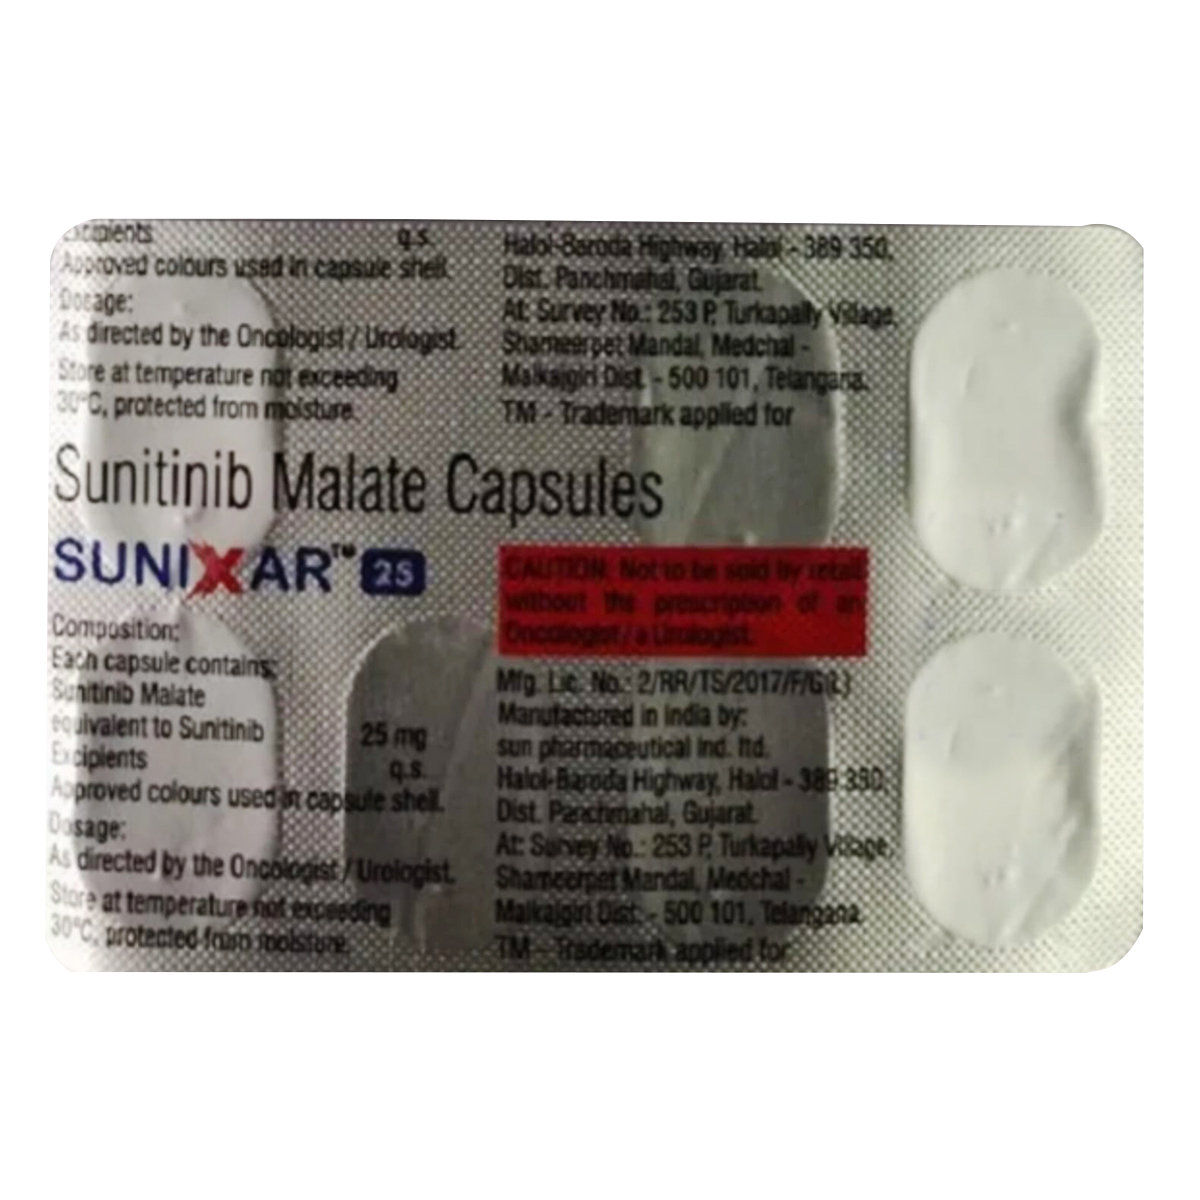 Excipients q.s.
Approved colours used in capsule shell.
Dosage:
As directed by the Oncologist / Urologist.
Store at temperature not exceeding
30°C, protected from moisture.
Halol-Baroda Highway, Halol - 389 350,
Dist. Panchmahal, Gujarat.
At: Survey No.: 253 P, Turkapally Village,
Shameerpet Mandal, Medchal -
Malkajgiri Dist. - 500 101, Telangana.
TM - Trademark applied for
Sunitinib Malate Capsules
SUNIXAR™ 25
Composition:
Each capsule contains:
Sunitinib Malate
equivalent to Sunitinib 25 mg
Excipients q.s.
Approved colours used in capsule shell.
Dosage:
As directed by the Oncologist / Urologist.
Store at temperature not exceeding
30°C, protected from moisture.
CAUTION: Not to be sold by retail
without the prescription of an
Oncologist / a Urologist.
Mfg. Lic. No.: 2/RR/TS/2017/F/G(L)
Manufactured in India by:
sun pharmaceutical ind. ltd.
Halol-Baroda Highway, Halol - 389 350,
Dist. Panchmahal, Gujarat.
At: Survey No.: 253 P, Turkapally Village,
Shameerpet Mandal, Medchal -
Malkajgiri Dist. - 500 101, Telangana.
TM - Trademark applied for